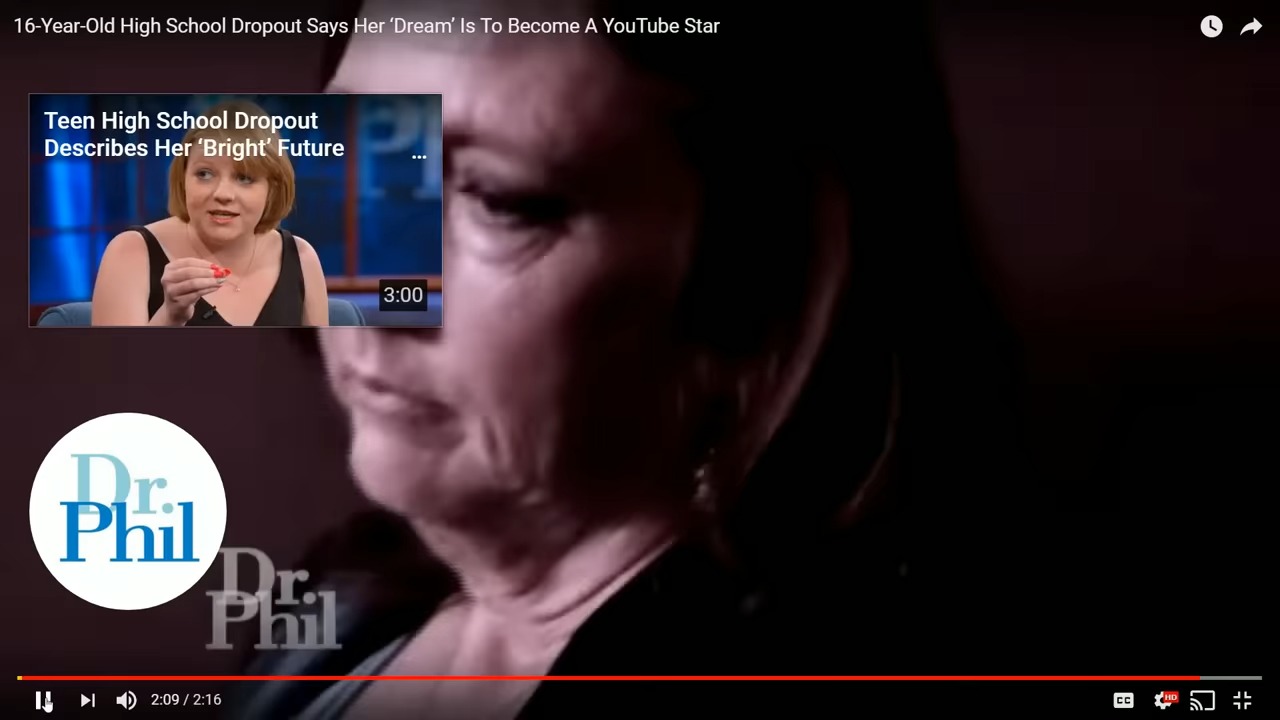 16-Year-Old High School Dropout Says Her ‘Dream’ Is To Become A YouTube Star
Teen High School Dropout
Describes Her ‘Bright’ Future
...
3:00
Dr.
Phil
Dr.
Phil
2:09 / 2:16
CC
HD